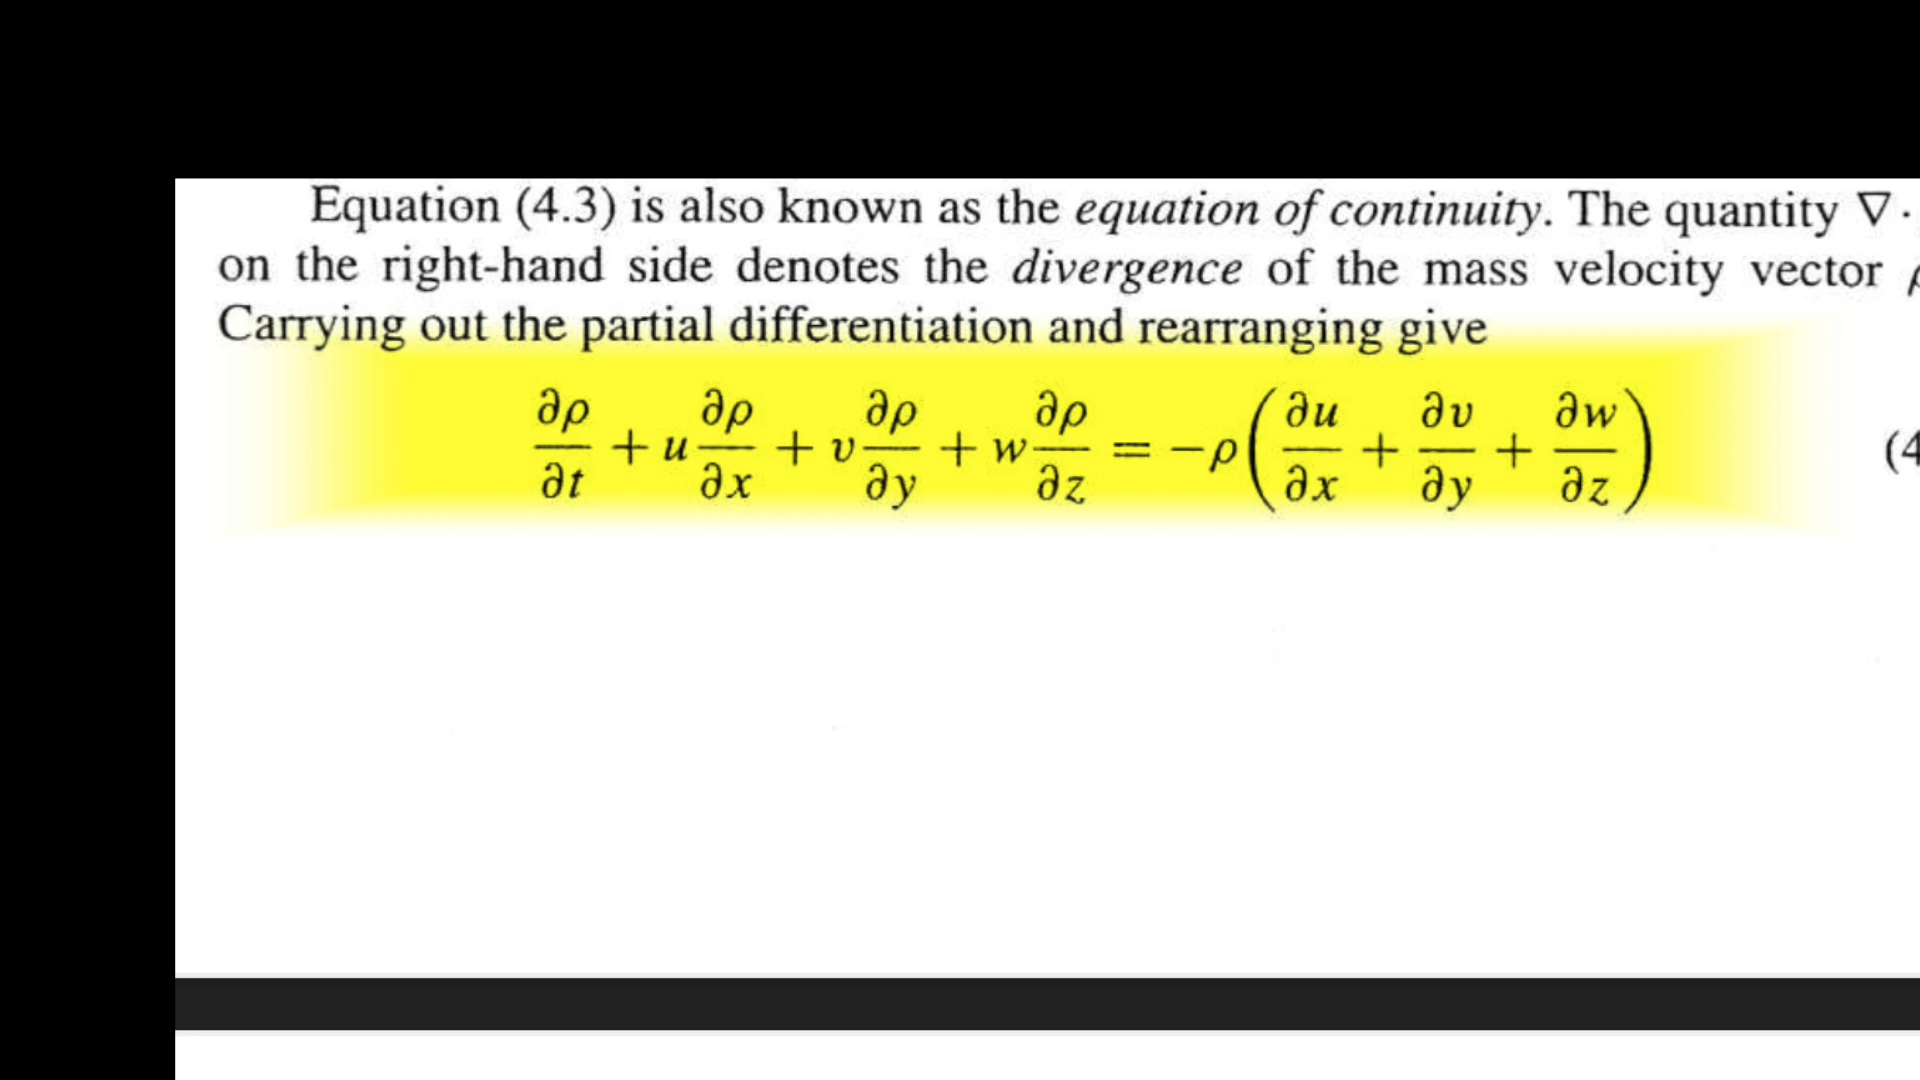 Equation (4.3) is also known as the equation of continuity. The quantity ∇ ·
on the right-hand side denotes the divergence of the mass velocity vector ρ
Carrying out the partial differentiation and rearranging give
∂ρ/∂t + u ∂ρ/∂x + v ∂ρ/∂y + w ∂ρ/∂z = −ρ(∂u/∂x + ∂v/∂y + ∂w/∂z) (4